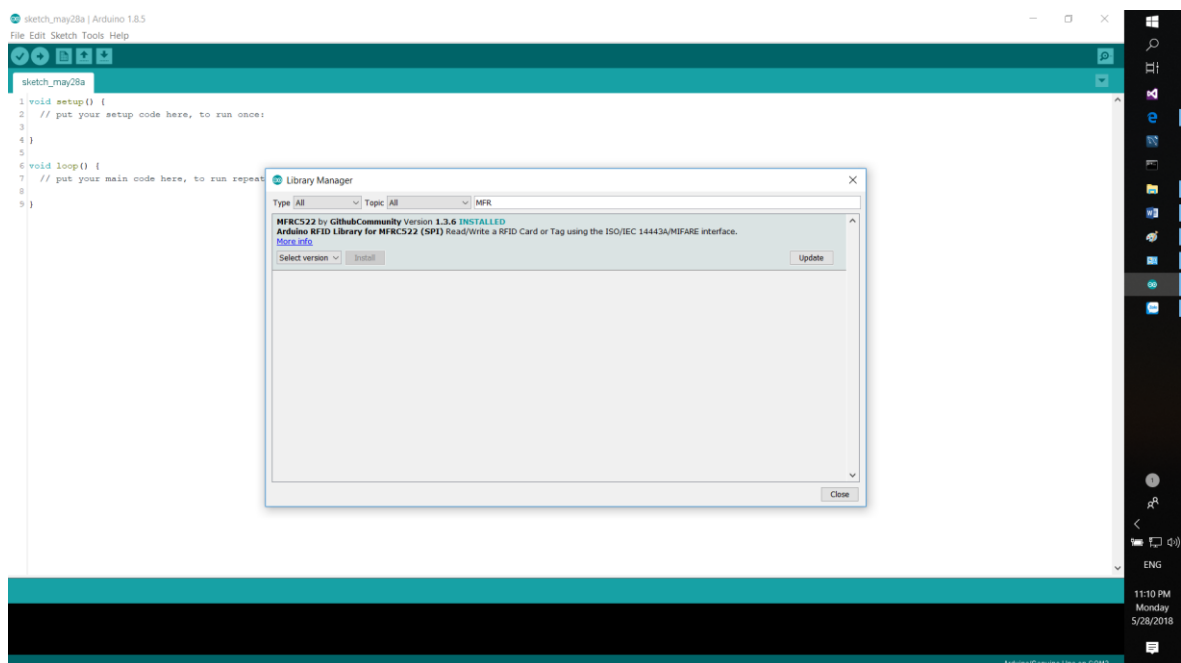 sketch_may28a | Arduino 1.8.5
File Edit Sketch Tools Help
sketch_may28a
1 void setup() {
2 // put your setup code here, to run once:
3
4 }
5
6 void loop() {
7 // put your main code here, to run repeat
8
9 }
Library Manager
Type All Topic All MFR
MFRC522 by GithubCommunity Version 1.3.6 INSTALLED
Arduino RFID Library for MFRC522 (SPI) Read/Write a RFID Card or Tag using the ISO/IEC 14443A/MIFARE interface.
More info
Select version Install Update
Close
ENG
11:10 PM
Monday
5/28/2018